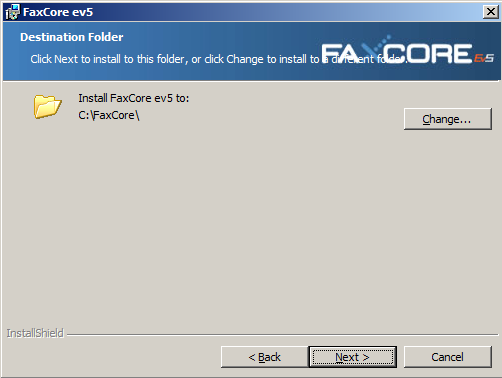 FaxCore ev5
Destination Folder
Click Next to install to this folder, or click Change to install to a different folder.
FAXCORE ev5
Install FaxCore ev5 to:
C:\FaxCore\
Change...
InstallShield
< Back
Next >
Cancel